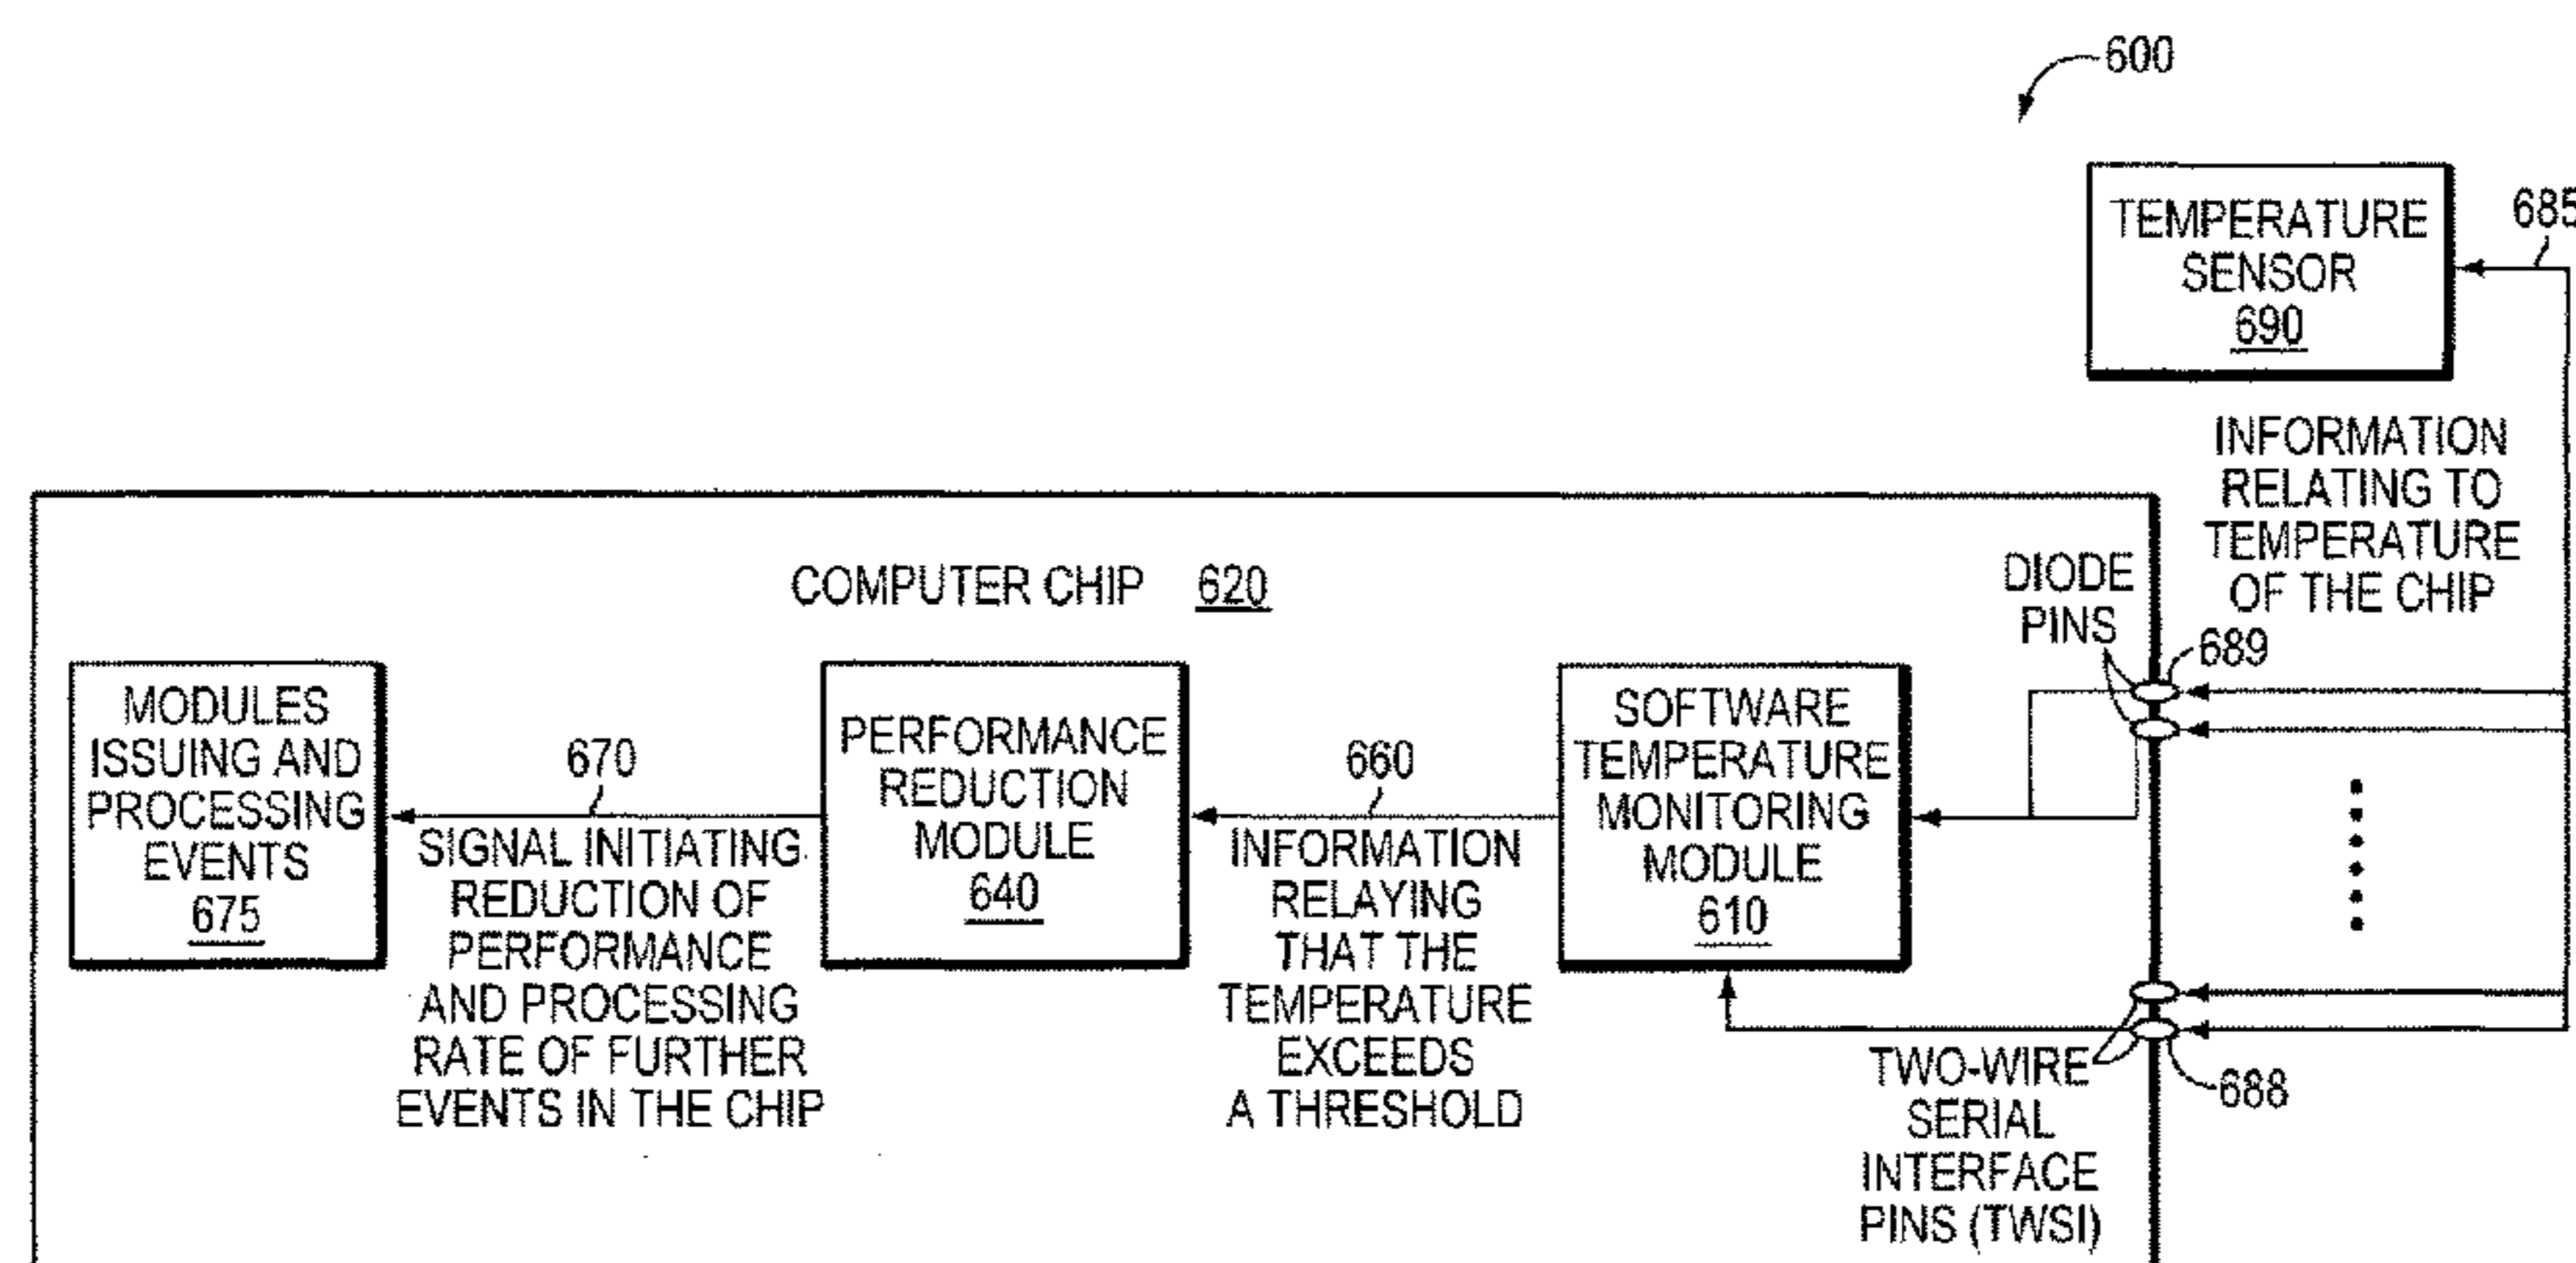 600
TEMPERATURE
SENSOR
690
685
INFORMATION
RELATING TO
TEMPERATURE
OF THE CHIP
COMPUTER CHIP 620
DIODE
PINS
689
MODULES
ISSUING AND
PROCESSING
EVENTS
675
670
SIGNAL INITIATING
REDUCTION OF
PERFORMANCE
AND PROCESSING
RATE OF FURTHER
EVENTS IN THE CHIP
PERFORMANCE
REDUCTION
MODULE
640
660
INFORMATION
RELAYING
THAT THE
TEMPERATURE
EXCEEDS
A THRESHOLD
SOFTWARE
TEMPERATURE
MONITORING
MODULE
610
TWO-WIRE
SERIAL
INTERFACE
PINS (TWSI)
688